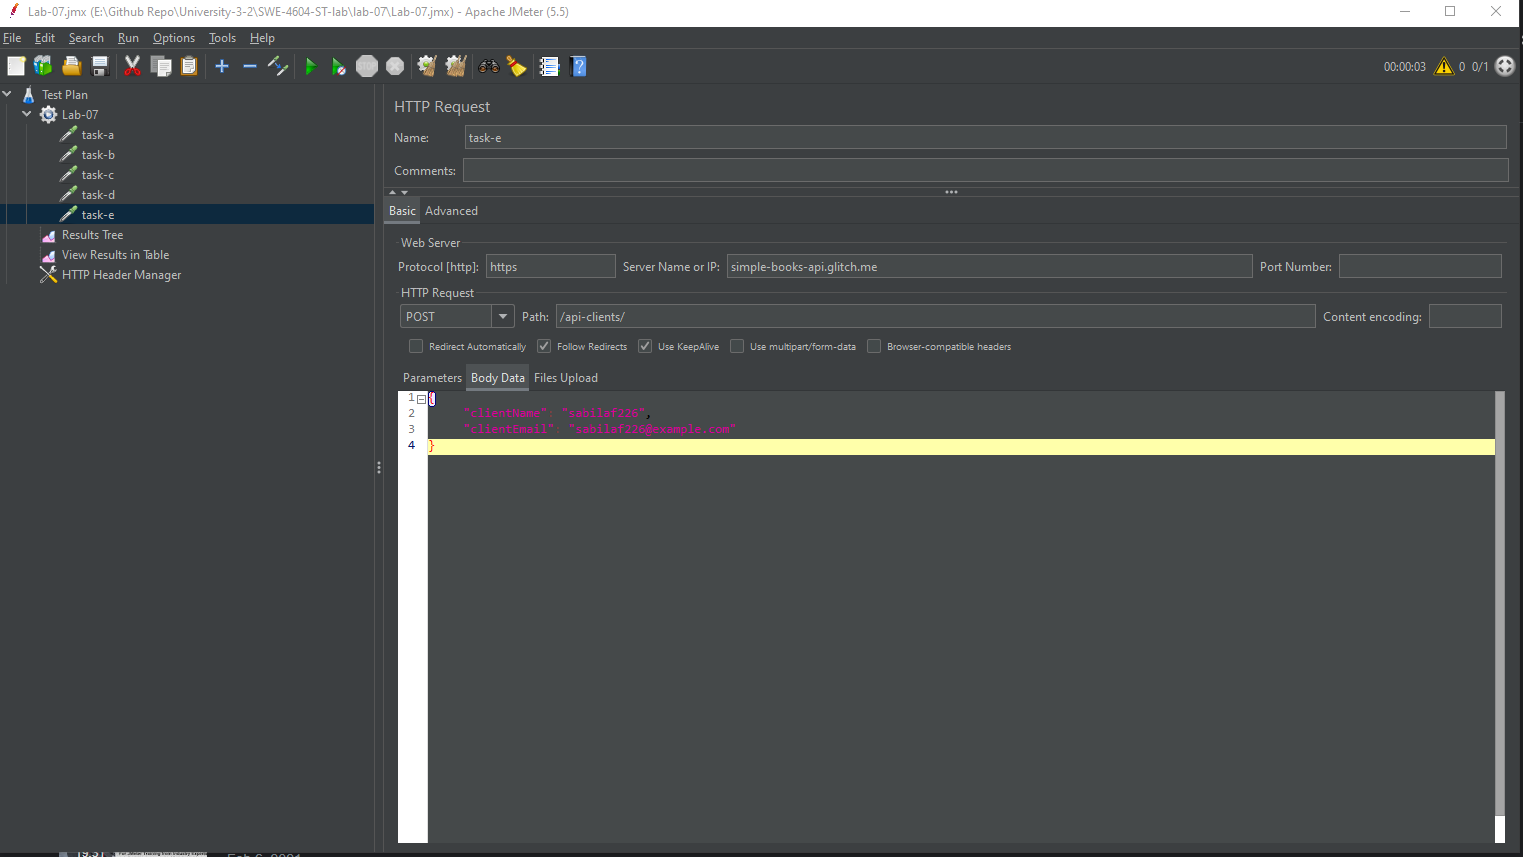 Lab-07.jmx (E:\Github Repo\University-3-2\SWE-4604-ST-lab\lab-07\Lab-07.jmx) - Apache JMeter (5.5)
File Edit Search Run Options Tools Help
STOP 00:00:03 0 0/1
Test Plan
Lab-07
task-a
task-b
task-c
task-d
task-e
Results Tree
View Results in Table
HTTP Header Manager
HTTP Request
Name: task-e
Comments:
Basic Advanced
Web Server
Protocol [http]: https Server Name or IP: simple-books-api.glitch.me Port Number:
HTTP Request
POST Path: /api-clients/ Content encoding:
Redirect Automatically Follow Redirects Use KeepAlive Use multipart/form-data Browser-compatible headers
Parameters Body Data Files Upload
1 {
2 "clientName": "sabilaf226",
3 "clientEmail": "sabilaf226@example.com"
4 }